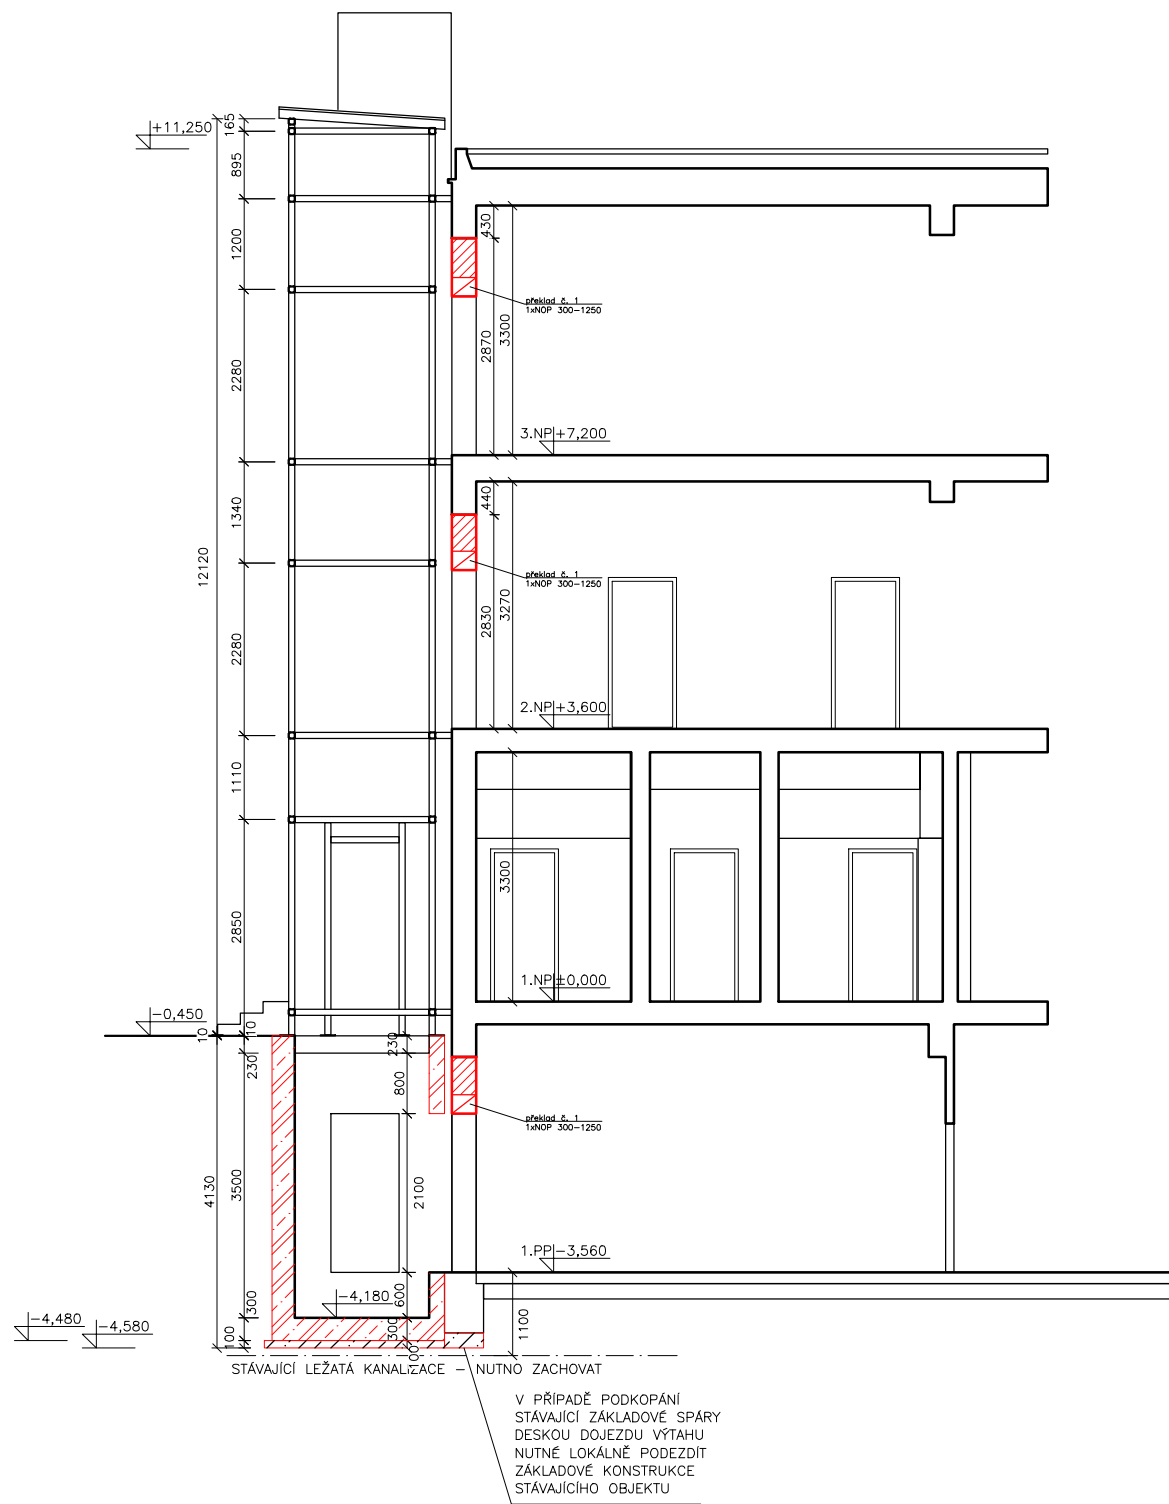 +11,250
165
895
1200
430
překlad č. 1
1xNOP 300-1250
2280
2870
3300
3.NP
+7,200
1340
440
12120
překlad č. 1
1xNOP 300-1250
2280
2830
3270
2.NP
+3,600
1110
3300
2850
1.NP
±0,000
-0,450
10
10
230
230
800
překlad č. 1
1xNOP 300-1250
4130
3500
2100
1.PP
-3,560
-4,180
600
300
300
1100
-4,480
-4,580
100
100
STÁVAJÍCÍ LEŽATÁ KANALIZACE - NUTNO ZACHOVAT
V PŘÍPADĚ PODKOPÁNÍ
STÁVAJÍCÍ ZÁKLADOVÉ SPÁRY
DESKOU DOJEZDU VÝTAHU
NUTNÉ LOKÁLNĚ PODEZDÍT
ZÁKLADOVÉ KONSTRUKCE
STÁVAJÍCÍHO OBJEKTU